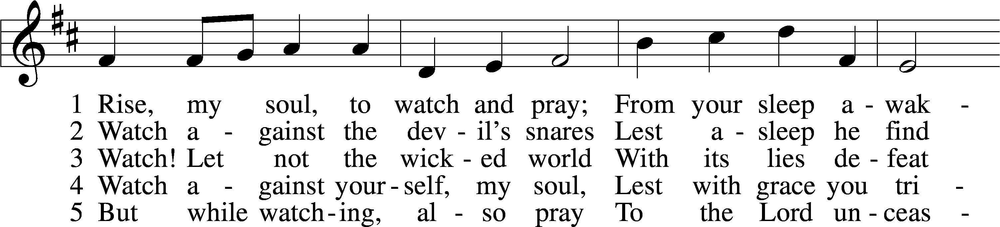 1 Rise, my soul, to watch and pray; From your sleep a - wak -
2 Watch a - gainst the dev - il's snares Lest a - sleep he find
3 Watch! Let not the wick - ed world With its lies de - feat
4 Watch a - gainst your - self, my soul, Lest with grace you tri -
5 But while watch - ing, al - so pray To the Lord un - ceas -